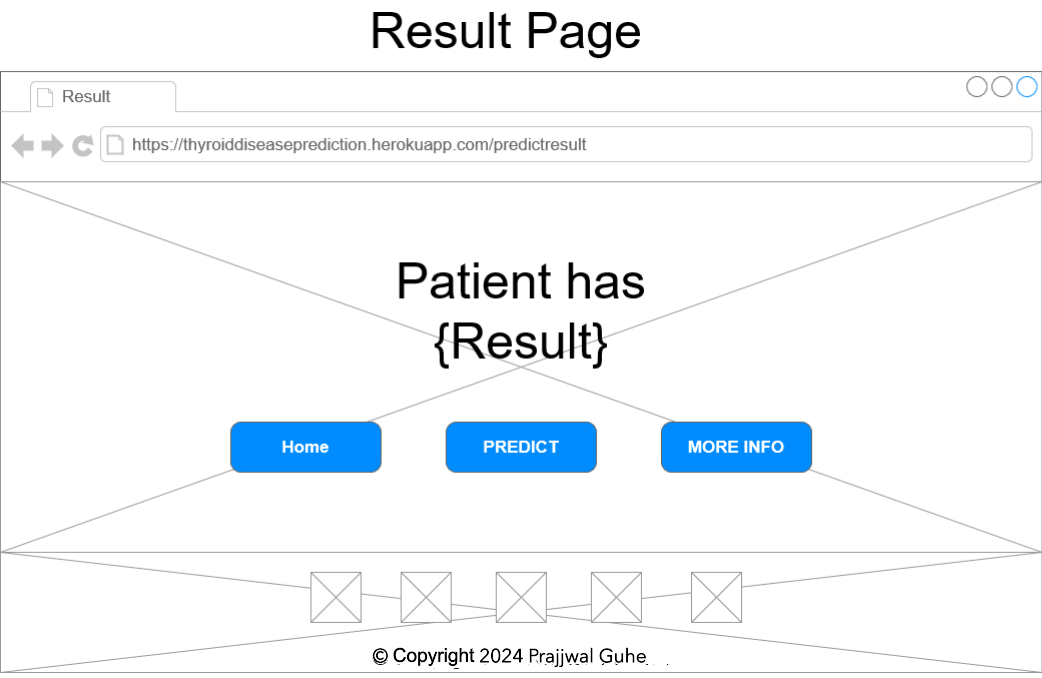 Result Page
Result
https://thyroiddiseaseprediction.herokuapp.com/predictresult
Patient has
{Result}
Home PREDICT MORE INFO
© Copyright 2024 Prajjwal Guhe